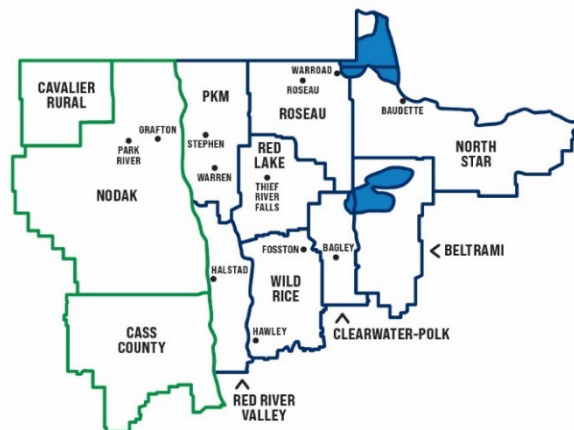 WARROAD
ROSEAU
CAVALIER
RURAL
PKM
ROSEAU
BAUDETTE
GRAFTON
PARK
RIVER
STEPHEN
RED
LAKE
NORTH
STAR
WARREN
THIEF
RIVER
FALLS
NODAK
FOSSTON
BAGLEY
< BELTRAMI
HALSTAD
WILD
RICE
CASS
COUNTY
HAWLEY
CLEARWATER-POLK
RED RIVER
VALLEY